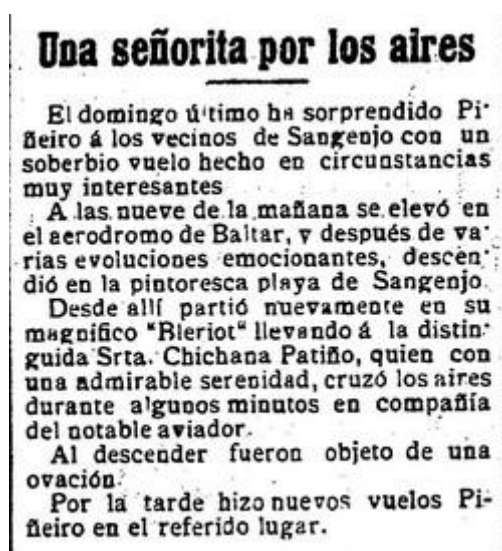 Una señorita por los aires
El domingo ú'timo ha sorprendido Pi-
ñeiro á los vecinos de Sangenjo con un
soberbio vuelo hecho en circunstancias
muy interesantes
A las nueve de la mañana se elevó en
el aerodromo de Baltar, y después de va-
rias evoluciones emocionantes, descen-
dió en la pintoresca playa de Sangenjo.
Desde allí partió nuevamente en su
magnífico "Bleriot" llevando á la distin-
guida Srta. Chichana Patiño, quien con
una admirable serenidad, cruzó los aires
durante algunos minutos en compañía
del notable aviador.
Al descender fueron objeto de una
ovación.
Por la tarde hizo nuevos vuelos Pi-
ñeiro en el referido lugar.